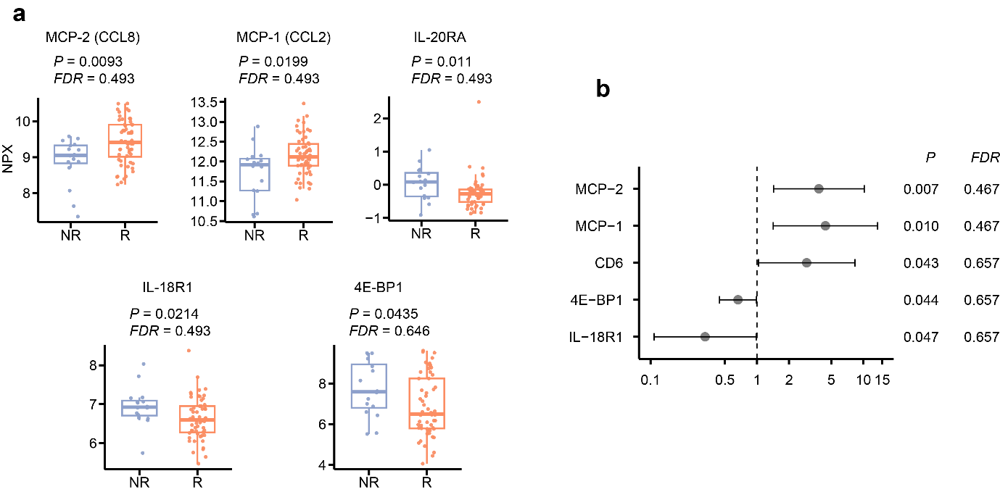 a
MCP-2 (CCL8)
P = 0.0093
FDR = 0.493
NPX
10
9
8
NR R
MCP-1 (CCL2)
P = 0.0199
FDR = 0.493
13.5
13.0
12.5
12.0
11.5
11.0
10.5
NR R
IL-20RA
P = 0.011
FDR = 0.493
2
1
0
−1
NR R
IL-18R1
P = 0.0214
FDR = 0.493
8
7
6
NR R
4E-BP1
P = 0.0435
FDR = 0.646
8
6
4
NR R
b
P FDR
MCP−2 0.007 0.467
MCP−1 0.010 0.467
CD6 0.043 0.657
4E−BP1 0.044 0.657
IL−18R1 0.047 0.657
0.1 0.5 1 2 5 10 15